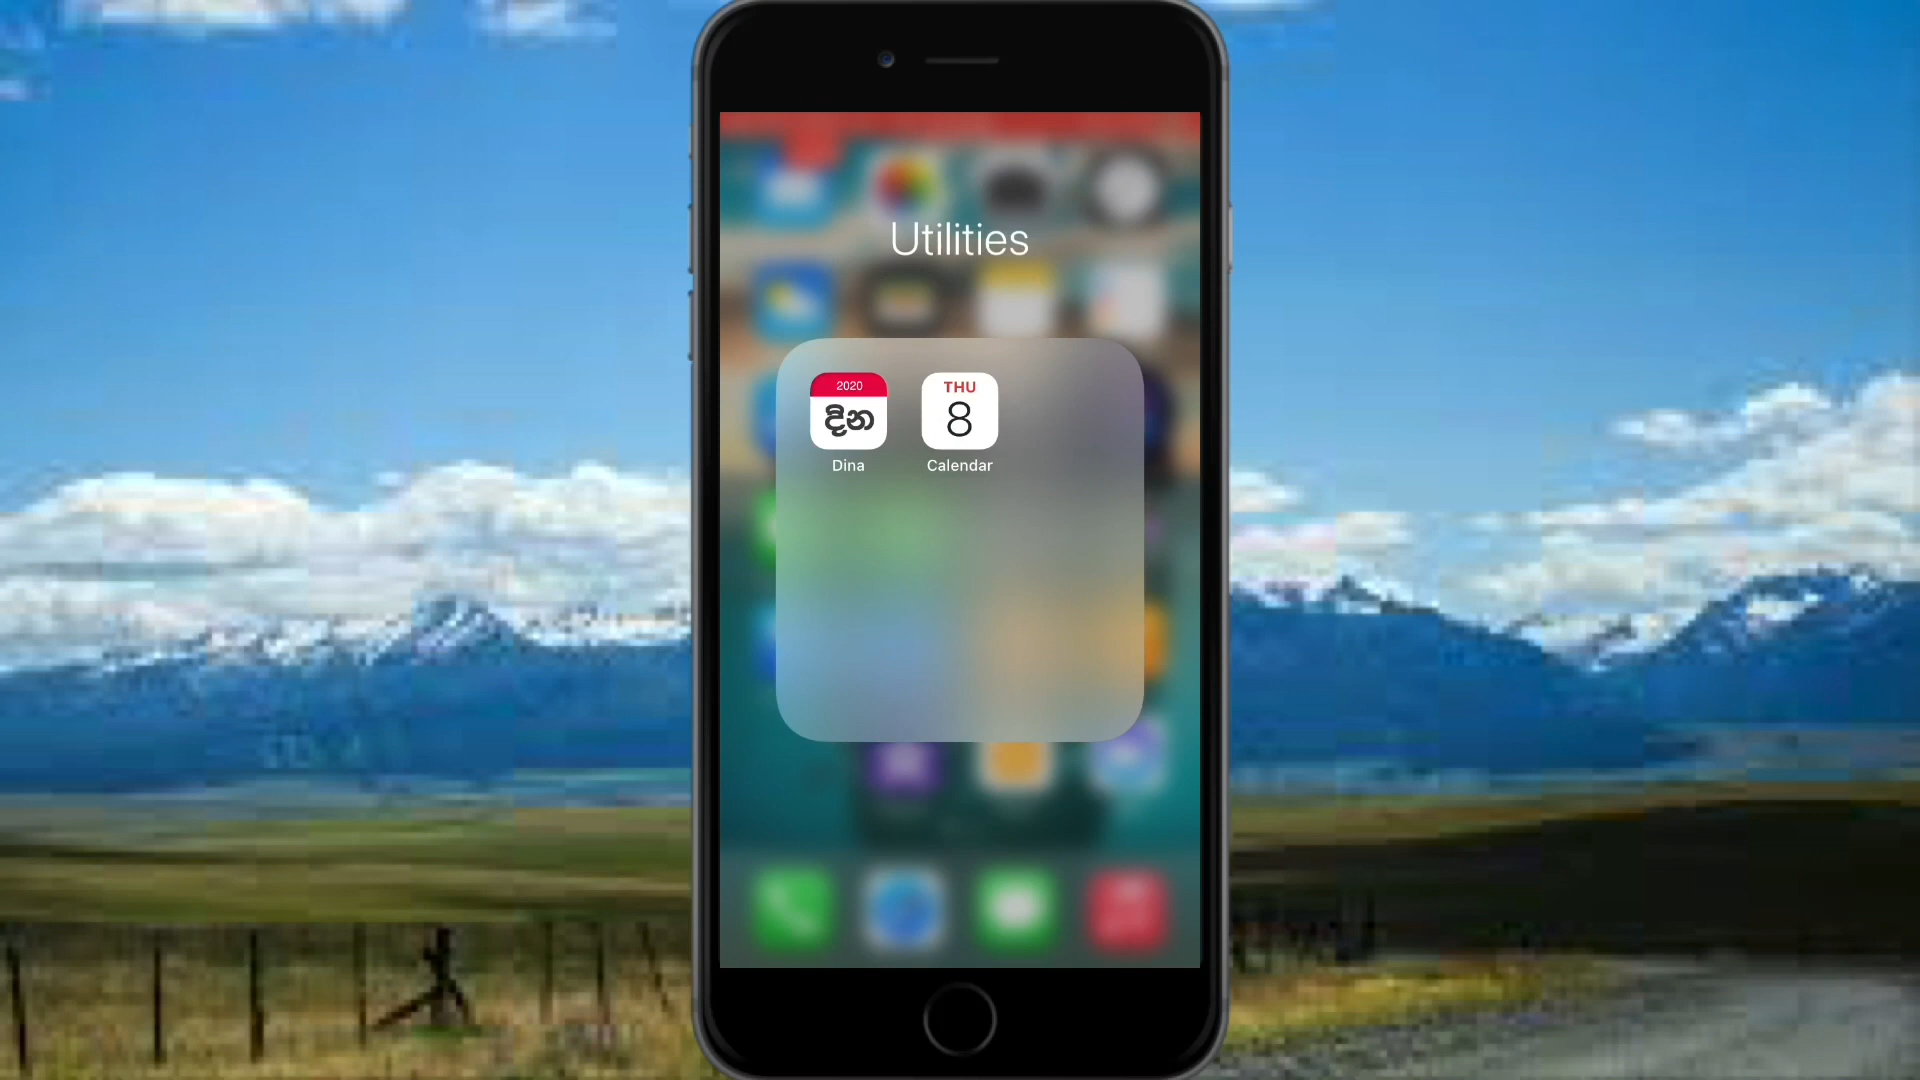 Utilities
2020
දින
Dina
THU
8
Calendar